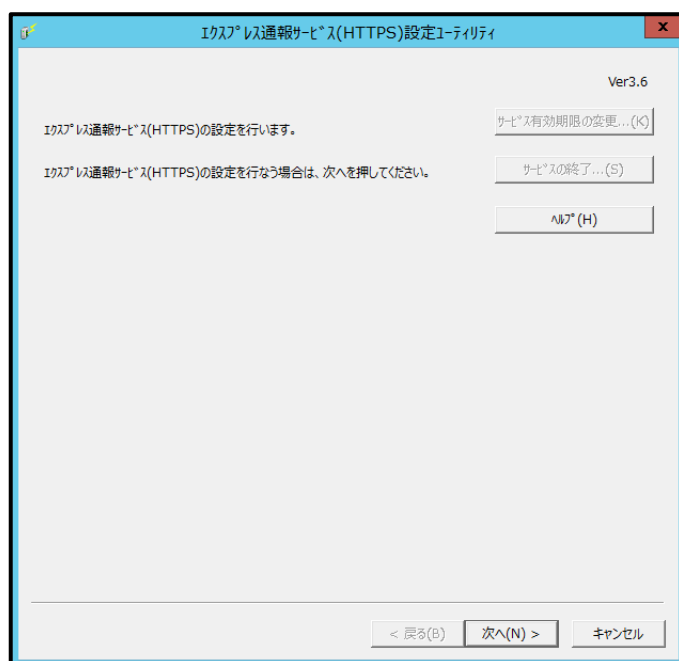 ｴｸｽﾌﾟﾚｽ通報ｻｰﾋﾞｽ(HTTPS)設定ﾕｰﾃｨﾘﾃｨ
x
Ver3.6
ｻｰﾋﾞｽ有効期限の変更...(K)
ｴｸｽﾌﾟﾚｽ通報ｻｰﾋﾞｽ(HTTPS)の設定を行います。
ｴｸｽﾌﾟﾚｽ通報ｻｰﾋﾞｽ(HTTPS)の設定を行なう場合は、次へを押してください。
ｻｰﾋﾞｽの終了...(S)
ﾍﾙﾌﾟ(H)
< 戻る(B)
次へ(N) >
キャンセル